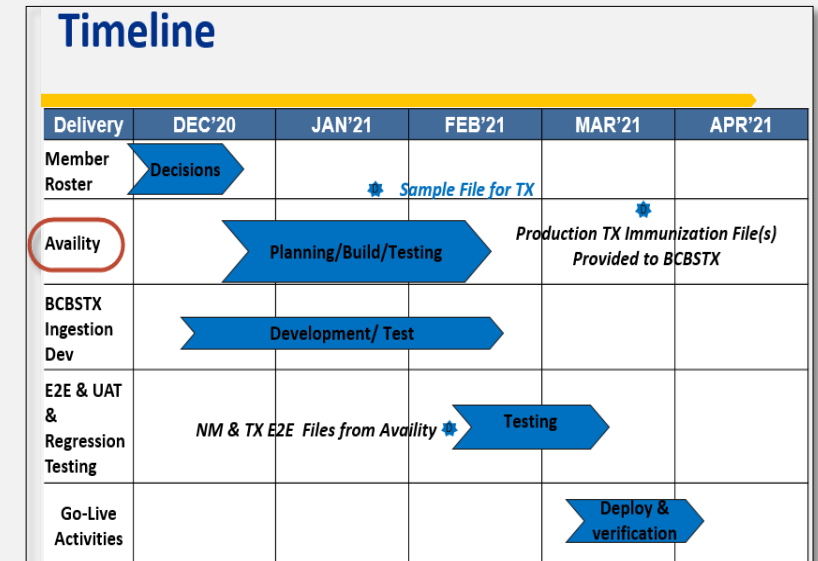 Timeline
Delivery DEC'20 JAN'21 FEB'21 MAR'21 APR'21
Member
Roster
Decisions
D Sample File for TX
Availity
Planning/Build/Testing
D
Production TX Immunization File(s)
Provided to BCBSTX
BCBSTX
Ingestion
Dev
Development/ Test
E2E & UAT
&
Regression
Testing
NM & TX E2E Files from Availity D
Testing
Go-Live
Activities
Deploy &
verification